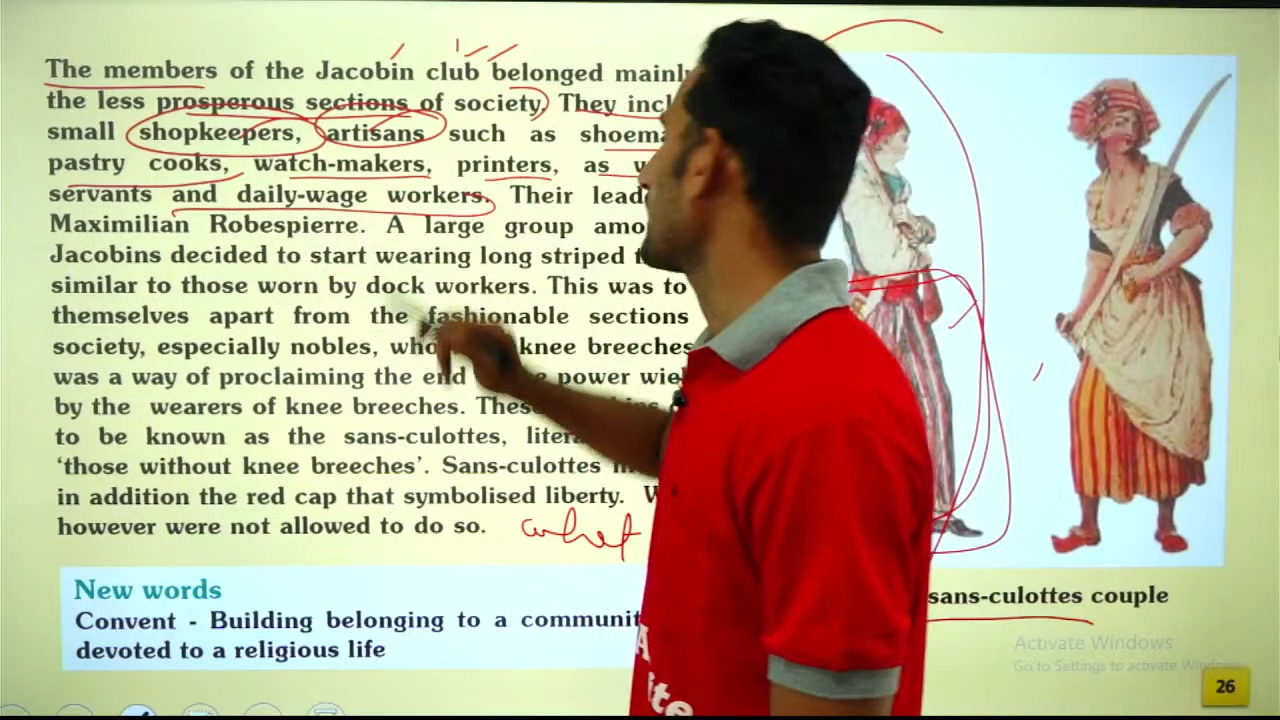 The members of the Jacobin club belonged mainl
the less prosperous sections of society. They incl
small shopkeepers, artisans such as shoema
pastry cooks, watch-makers, printers, as w
servants and daily-wage workers. Their lead
Maximilian Robespierre. A large group amo
Jacobins decided to start wearing long striped t
similar to those worn by dock workers. This was to
themselves apart from the fashionable sections
society, especially nobles, who knee breeches
was a way of proclaiming the end power wiel
by the wearers of knee breeches. These
to be known as the sans-culottes, litera
‘those without knee breeches’. Sans-culottes
in addition the red cap that symbolised liberty. W
however were not allowed to do so.
what
New words
Convent - Building belonging to a communit
devoted to a religious life
sans-culottes couple
Activate Windows
Go to Settings to activate Windows.
26
A
ite